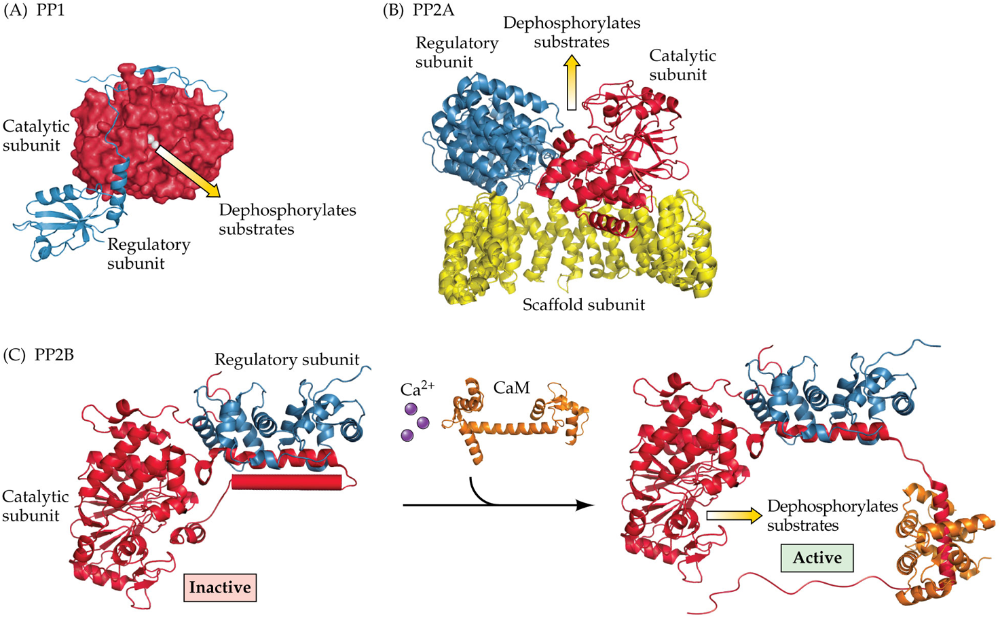 (A) PP1
Catalytic
subunit
Dephosphorylates
substrates
Regulatory
subunit
(B) PP2A
Dephosphorylates
substrates
Regulatory
subunit
Catalytic
subunit
Scaffold subunit
(C) PP2B
Regulatory subunit
Catalytic
subunit
Inactive
Ca2+
CaM
Dephosphorylates
substrates
Active